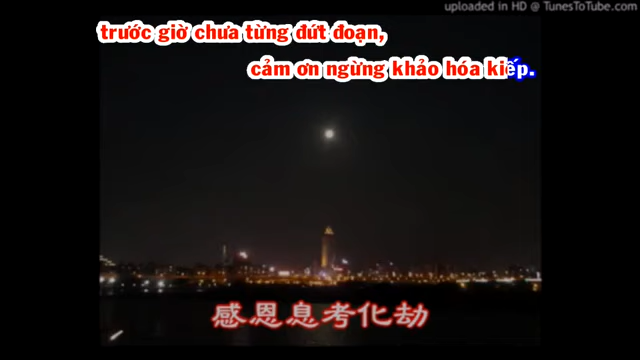 uploaded in HD @ TunesToTube.com
trước giờ chưa từng đứt đoạn,
cảm ơn ngừng khảo hóa kiếp.
感恩息考化劫